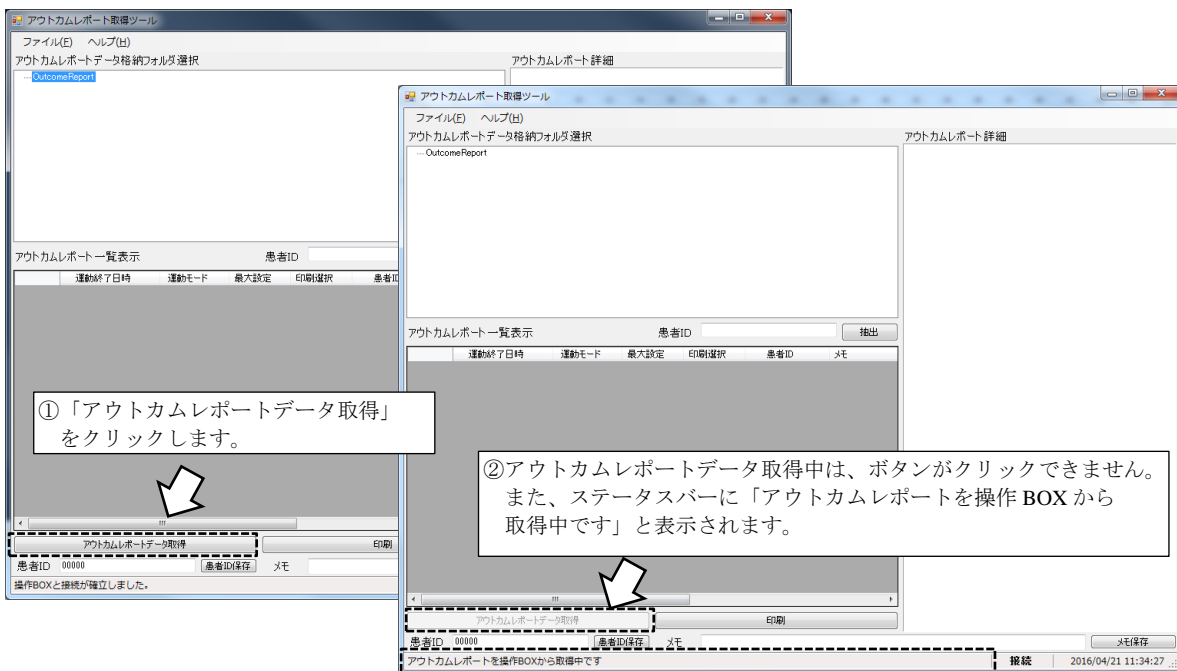 アウトカムレポート取得ツール
ファイル(F) ヘルプ(H)
アウトカムレポートデータ格納フォルダ選択
アウトカムレポート詳細
OutcomeReport
アウトカムレポート一覧表示
患者ID
運動終了日時 運動モード 最大設定 印刷選択 患者ID
①「アウトカムレポートデータ取得」
をクリックします。
アウトカムレポートデータ取得
印刷
患者ID 00000 患者ID保存 メモ
操作BOXと接続が確立しました。
アウトカムレポート取得ツール
ファイル(F) ヘルプ(H)
アウトカムレポートデータ格納フォルダ選択
アウトカムレポート詳細
OutcomeReport
アウトカムレポート一覧表示
患者ID
抽出
運動終了日時 運動モード 最大設定 印刷選択 患者ID メモ
②アウトカムレポートデータ取得中は、ボタンがクリックできません。
また、ステータスバーに「アウトカムレポートを操作 BOX から
取得中です」と表示されます。
アウトカムレポートデータ取得
印刷
患者ID 00000 患者ID保存 メモ メモ保存
アウトカムレポートを操作BOXから取得中です 接続 2016/04/21 11:34:27